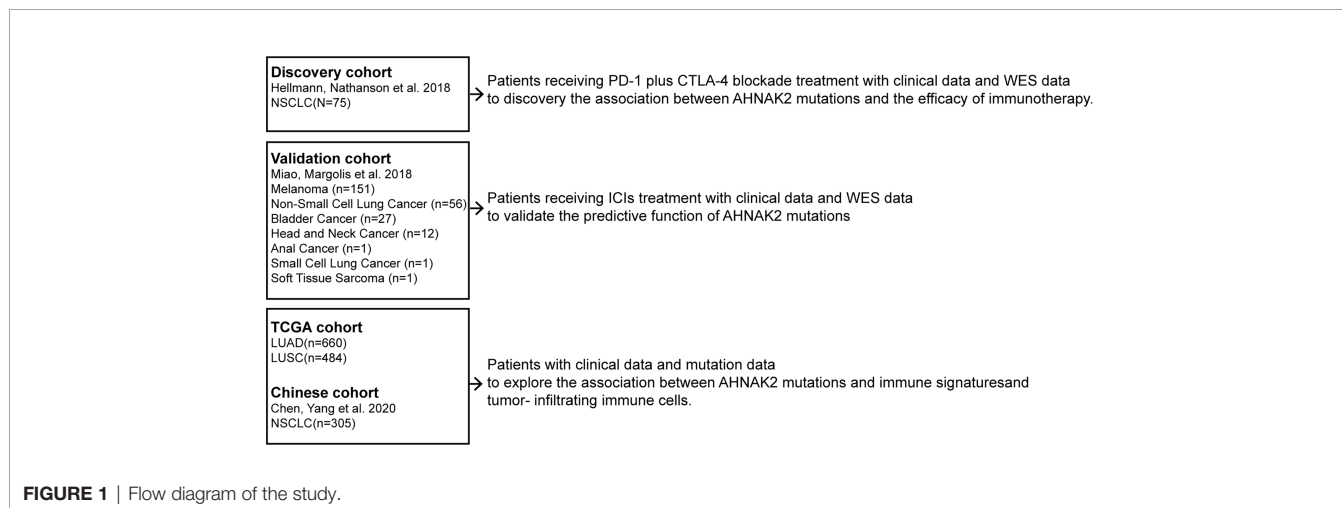 Discovery cohort
Hellmann, Nathanson et al. 2018
NSCLC(N=75)
Patients receiving PD-1 plus CTLA-4 blockade treatment with clinical data and WES data
to discovery the association between AHNAK2 mutations and the efficacy of immunotherapy.
Validation cohort
Miao, Margolis et al. 2018
Melanoma (n=151)
Non-Small Cell Lung Cancer (n=56)
Bladder Cancer (n=27)
Head and Neck Cancer (n=12)
Anal Cancer (n=1)
Small Cell Lung Cancer (n=1)
Soft Tissue Sarcoma (n=1)
Patients receiving ICIs treatment with clinical data and WES data
to validate the predictive function of AHNAK2 mutations
TCGA cohort
LUAD(n=660)
LUSC(n=484)
Chinese cohort
Chen, Yang et al. 2020
NSCLC(n=305)
Patients with clinical data and mutation data
to explore the association between AHNAK2 mutations and immune signaturesand
tumor- infiltrating immune cells.
FIGURE 1 | Flow diagram of the study.